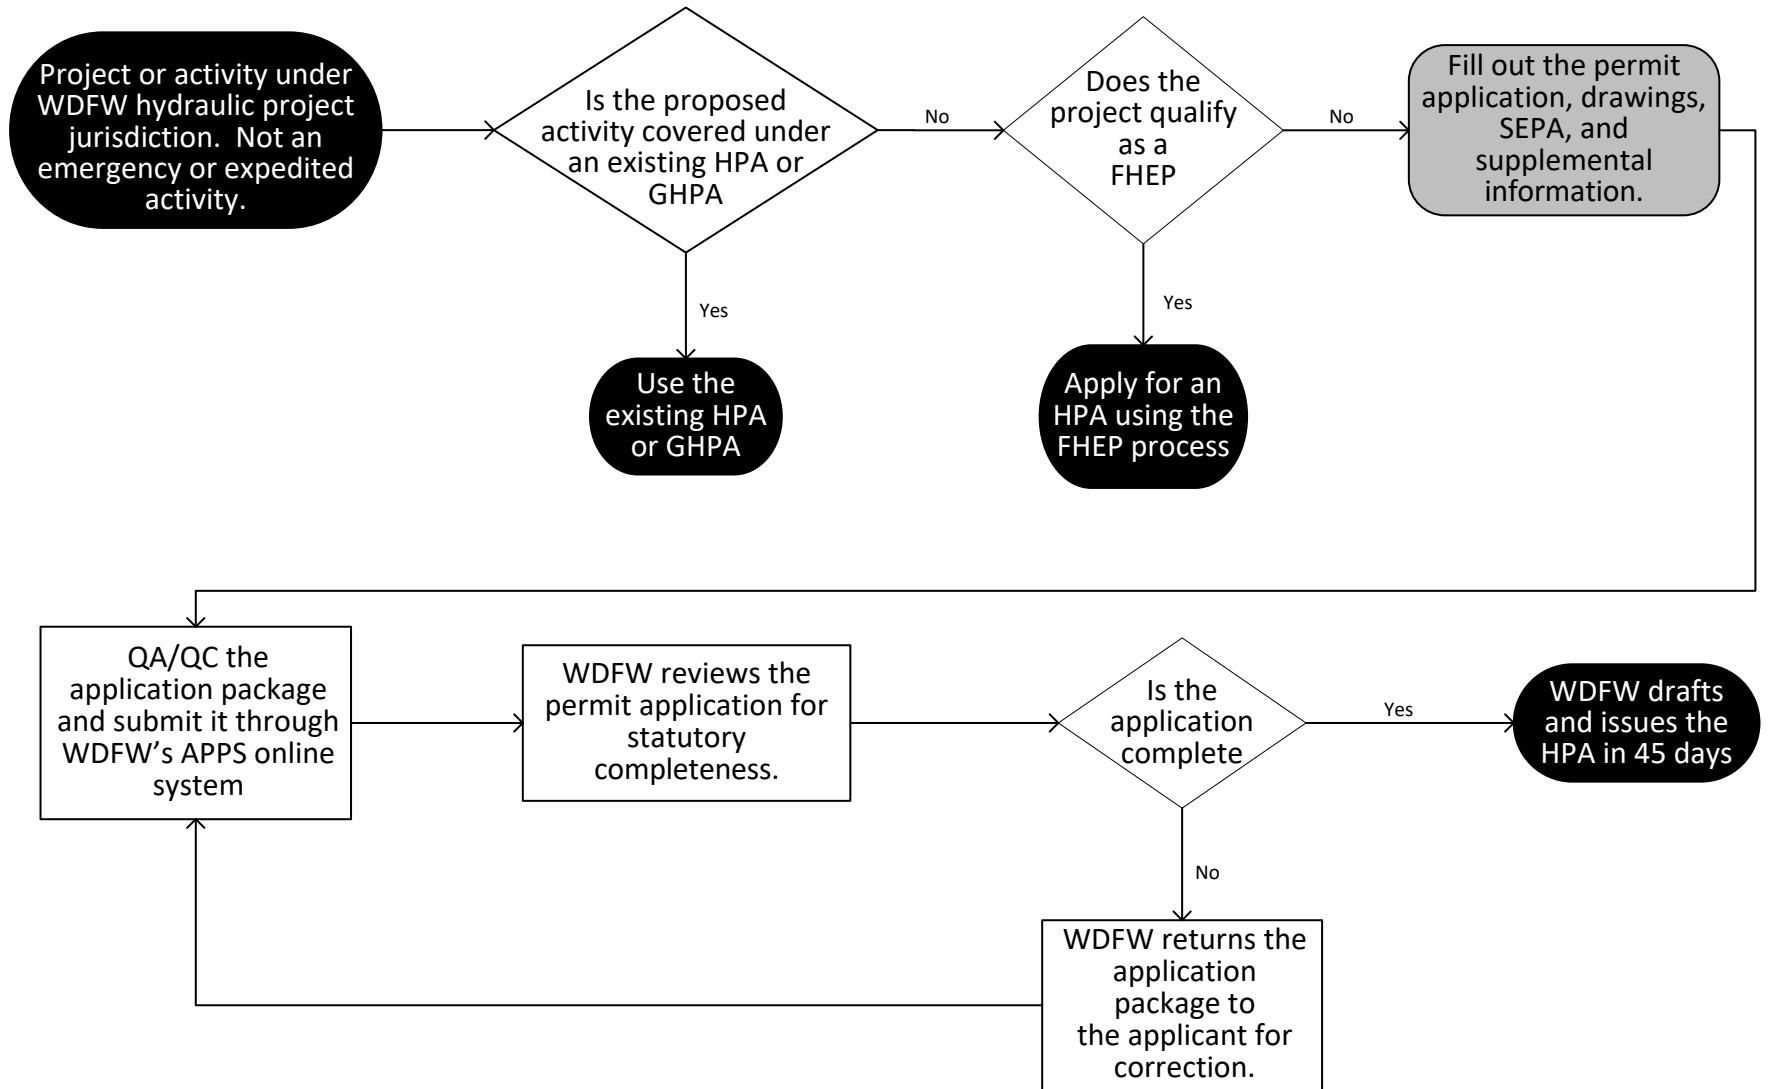 Project or activity under
WDFW hydraulic project
jurisdiction.  Not an
emergency or expedited
activity.
Is the proposed
activity covered under
an existing HPA or
GHPA
No
Does the
project qualify
as a
FHEP
No
Fill out the permit
application, drawings,
SEPA, and
supplemental
information.
Yes
Use the
existing HPA
or GHPA
Yes
Apply for an
HPA using the
FHEP process
QA/QC the
application package
and submit it through
WDFW’s APPS online
system
WDFW reviews the
permit application for
statutory
completeness.
Is the
application
complete
Yes
WDFW drafts
and issues the
HPA in 45 days
No
WDFW returns the
application
package to
the applicant for
correction.